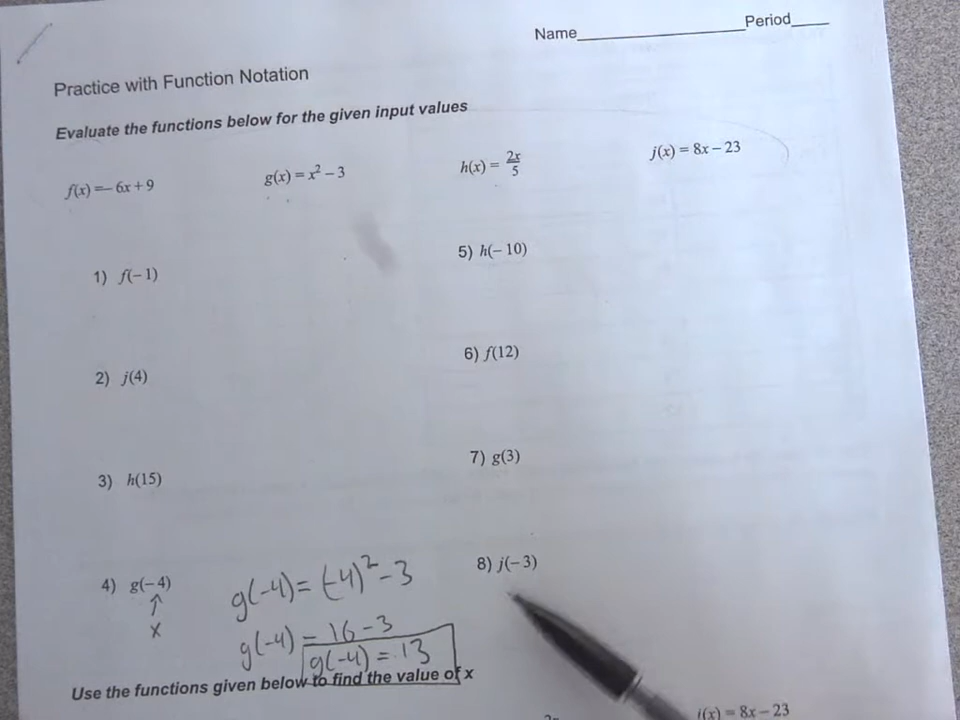 Name____________________Period____
Practice with Function Notation
Evaluate the functions below for the given input values
f(x) = – 6x + 9 g(x) = x² – 3 h(x) = 2x/5 j(x) = 8x – 23
1) f(– 1)
5) h(– 10)
2) j(4)
6) f(12)
3) h(15)
7) g(3)
4) g(– 4)
↑
x
g(-4) = (-4)² - 3
g(-4) = 16 - 3
g(-4) = 13
8) j(– 3)
Use the functions given below to find the value of x
j(x) = 8x – 23